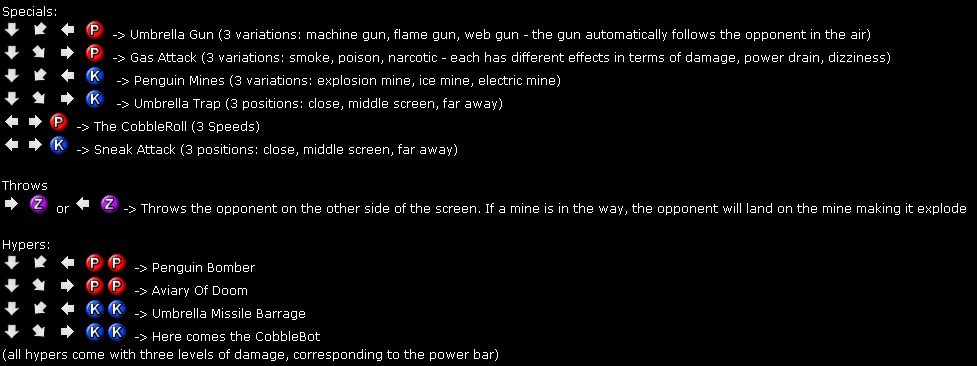 Specials:
⬇ ↙ ⬅ P -> Umbrella Gun (3 variations: machine gun, flame gun, web gun - the gun automatically follows the opponent in the air)
⬇ ↘ ➡ P -> Gas Attack (3 variations: smoke, poison, narcotic - each has different effects in terms of damage, power drain, dizziness)
⬇ ↙ ⬅ K -> Penguin Mines (3 variations: explosion mine, ice mine, electric mine)
⬇ ↘ ➡ K -> Umbrella Trap (3 positions: close, middle screen, far away)
⬅ ➡ P -> The CobbleRoll (3 Speeds)
⬅ ➡ K -> Sneak Attack (3 positions: close, middle screen, far away)
Throws
➡ Z or ⬅ Z -> Throws the opponent on the other side of the screen. If a mine is in the way, the opponent will land on the mine making it explode
Hypers:
⬇ ↙ ⬅ P P -> Penguin Bomber
⬇ ↘ ➡ P P -> Aviary Of Doom
⬇ ↙ ⬅ K K -> Umbrella Missile Barrage
⬇ ↘ ➡ K K -> Here comes the CobbleBot
(all hypers come with three levels of damage, corresponding to the power bar)